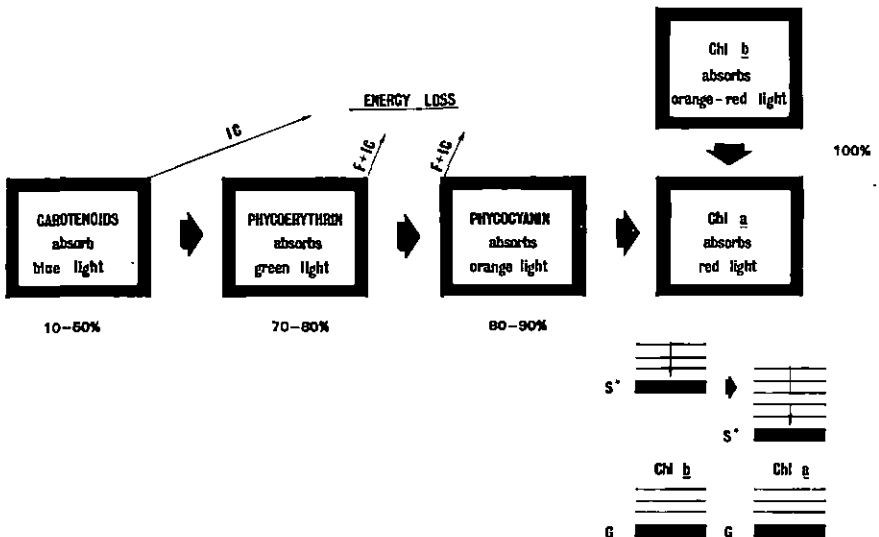 Chl b
absorbs
orange-red light
ENERGY LOSS
IC
F+IC
F+IC
100%
CAROTENOIDS
absorb
blue light
PHYCOERYTHRIN
absorbs
green light
PHYCOCYANIN
absorbs
orange light
Chl a
absorbs
red light
10-50%
70-80%
80-90%
S*
S*
Chl b
Chl a
G
G